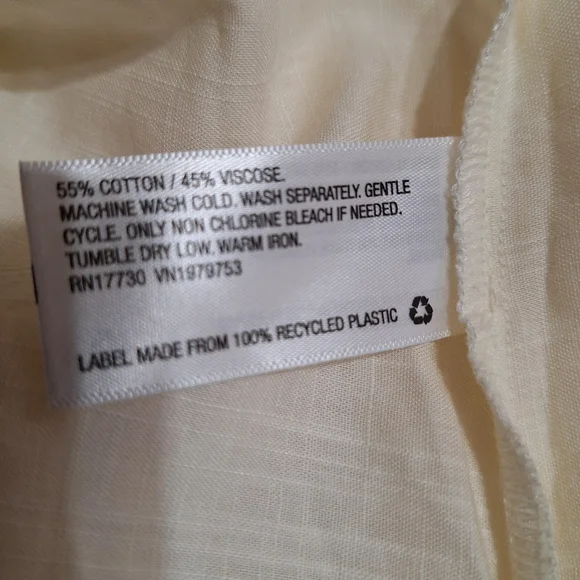 55% COTTON / 45% VISCOSE.
MACHINE WASH COLD. WASH SEPARATELY. GENTLE
CYCLE. ONLY NON CHLORINE BLEACH IF NEEDED.
TUMBLE DRY LOW. WARM IRON.
RN17730 VN1979753
LABEL MADE FROM 100% RECYCLED PLASTIC